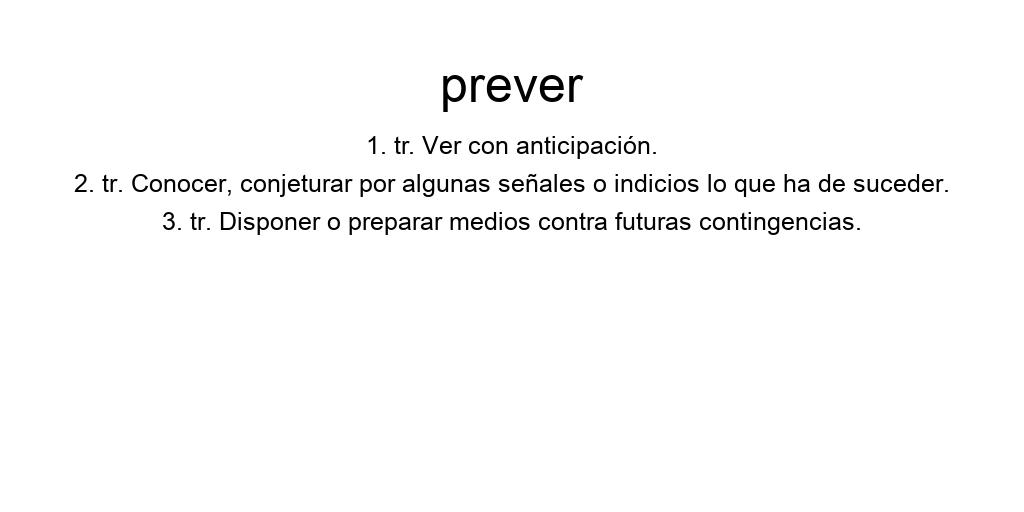 prever
1. tr. Ver con anticipación.
2. tr. Conocer, conjeturar por algunas señales o indicios lo que ha de suceder.
3. tr. Disponer o preparar medios contra futuras contingencias.